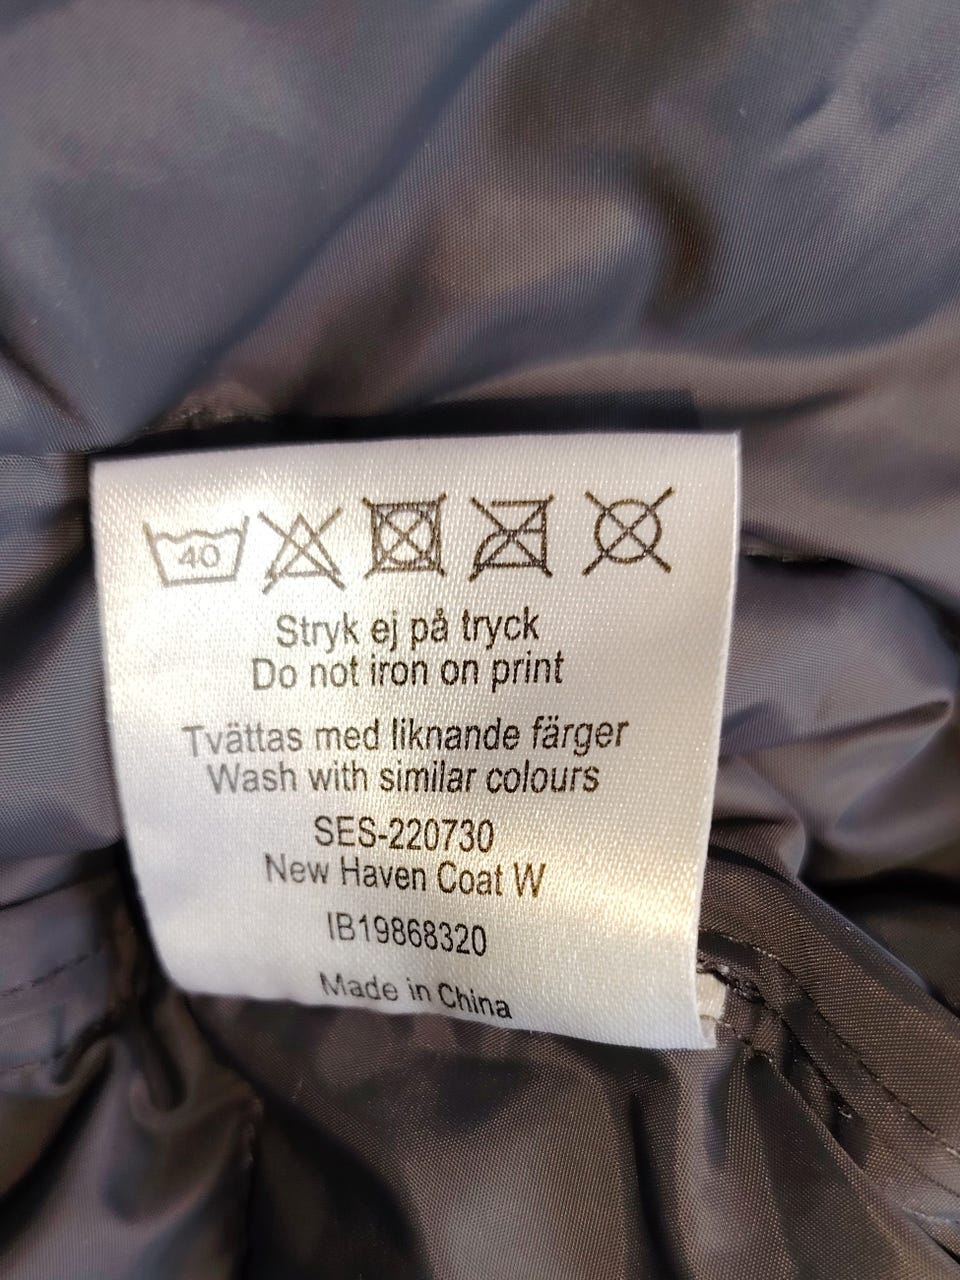 40
Stryk ej på tryck
Do not iron on print
Tvättas med liknande färger
Wash with similar colours
SES-220730
New Haven Coat W
IB19868320
Made in China